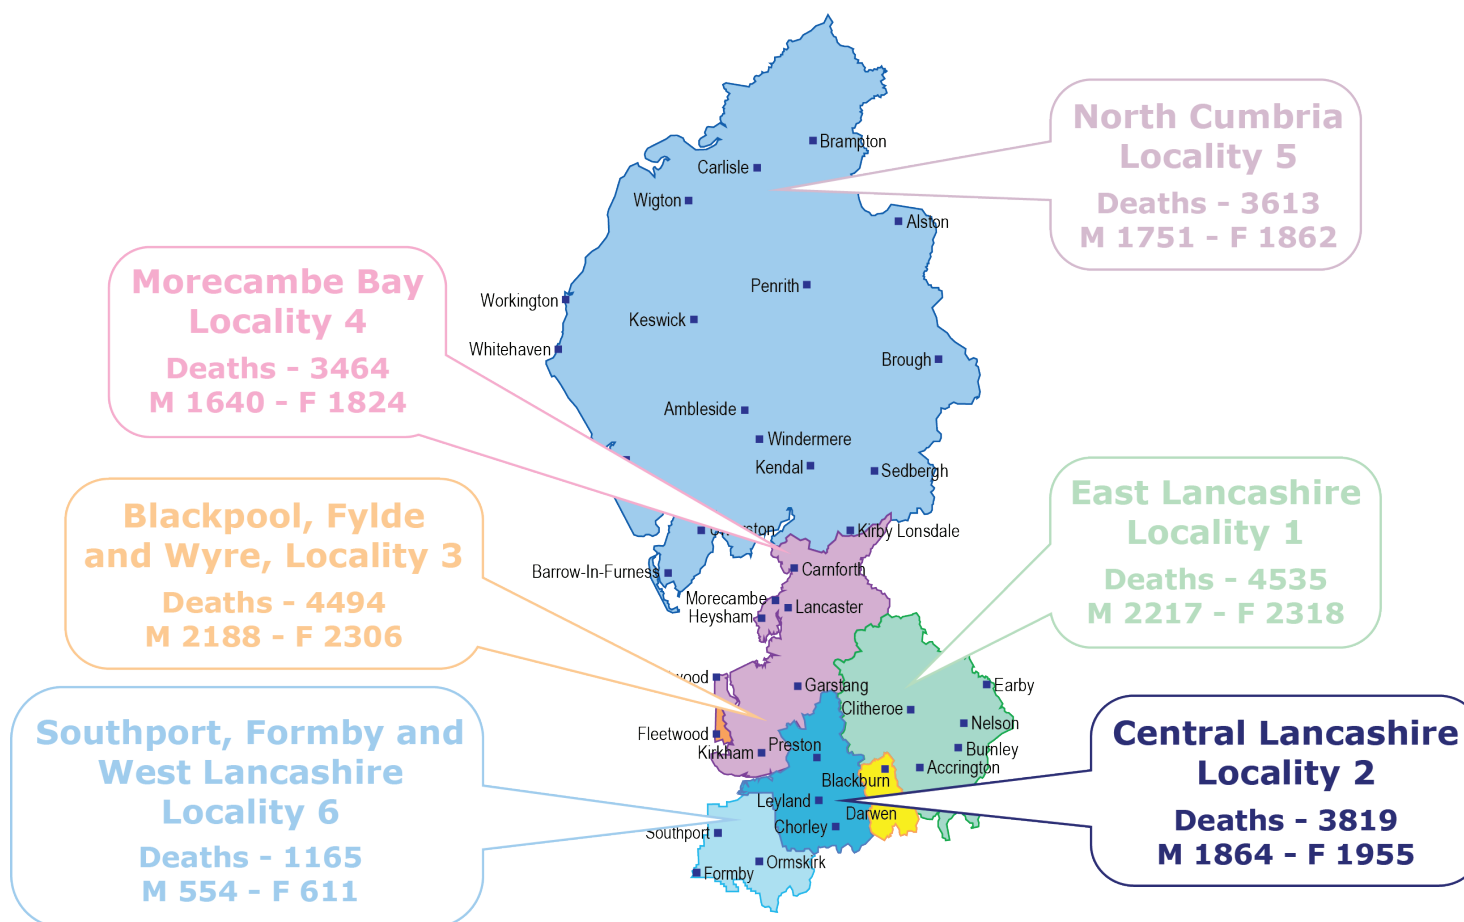 North Cumbria
Locality 5
Deaths - 3613
M 1751 - F 1862
Morecambe Bay
Locality 4
Deaths - 3464
M 1640 - F 1824
Blackpool, Fylde
and Wyre, Locality 3
Deaths - 4494
M 2188 - F 2306
Southport, Formby and
West Lancashire
Locality 6
Deaths - 1165
M 554 - F 611
East Lancashire
Locality 1
Deaths - 4535
M 2217 - F 2318
Central Lancashire
Locality 2
Deaths - 3819
M 1864 - F 1955
Brampton
Carlisle
Wigton
Alston
Penrith
Workington
Keswick
Whitehaven
Brough
Ambleside
Windermere
Kendal
Sedbergh
Kirby Lonsdale
Barrow-In-Furness
Carnforth
Morecambe
Lancaster
Heysham
Garstang
Earby
Clitheroe
Nelson
Fleetwood
Burnley
Preston
Kirkham
Accrington
Blackburn
Leyland
Darwen
Chorley
Southport
Ormskirk
Formby